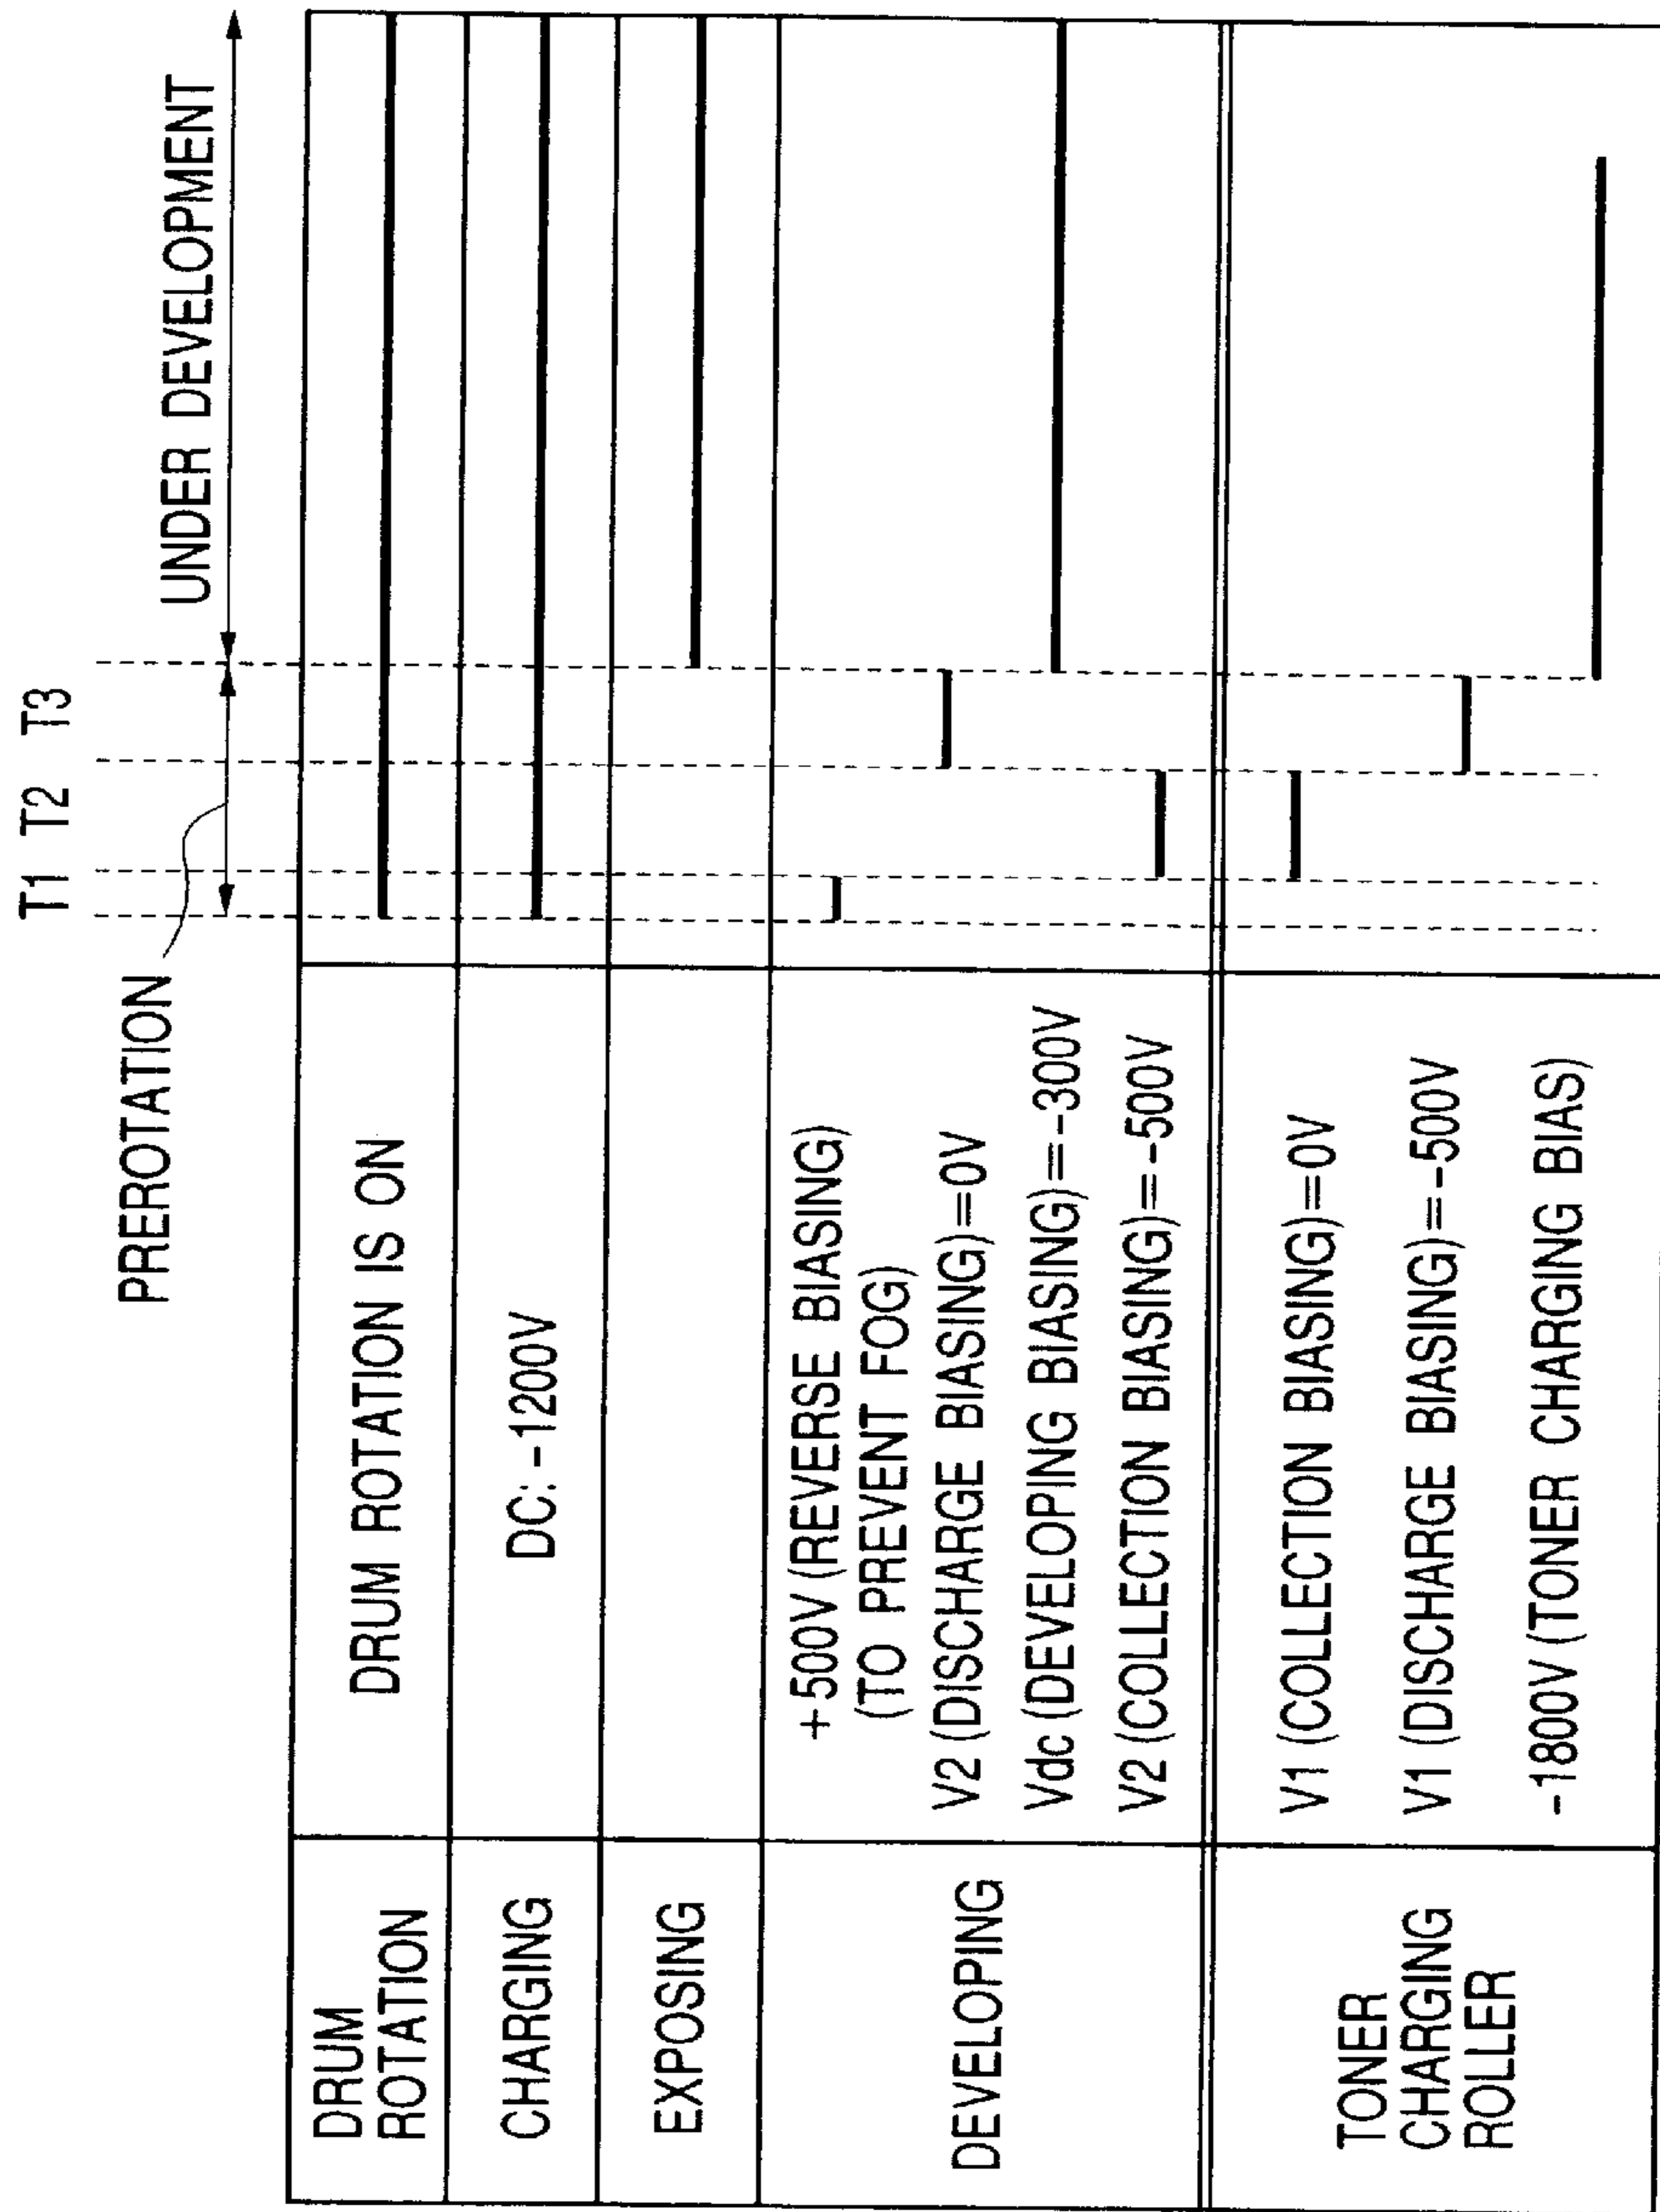 T1 T2 T3
PREROTATION
UNDER DEVELOPMENT
DRUM
ROTATION
DRUM ROTATION IS ON
CHARGING
DC: -1200V
EXPOSING
DEVELOPING
+500V (REVERSE BIASING)
(TO PREVENT FOG)
V2 (DISCHARGE BIASING)=0V
Vdc (DEVELOPING BIASING)=-300V
V2 (COLLECTION BIASING)=-500V
TONER
CHARGING
ROLLER
V1 (COLLECTION BIASING)=0V
V1 (DISCHARGE BIASING)=-500V
-1800V (TONER CHARGING BIAS)